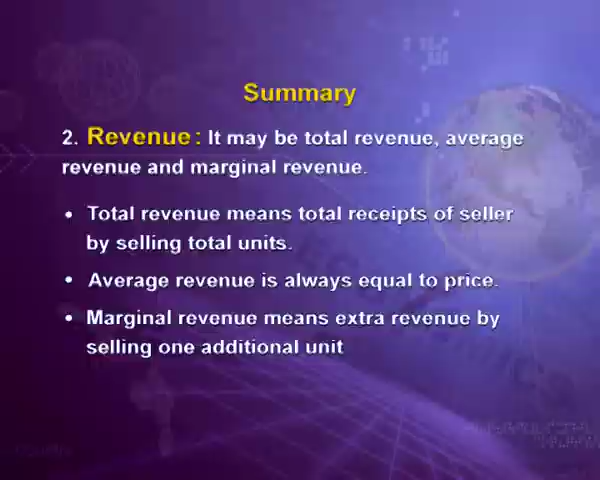 Summary
2. Revenue: It may be total revenue, average
revenue and marginal revenue.
• Total revenue means total receipts of seller
by selling total units.
• Average revenue is always equal to price.
• Marginal revenue means extra revenue by
selling one additional unit